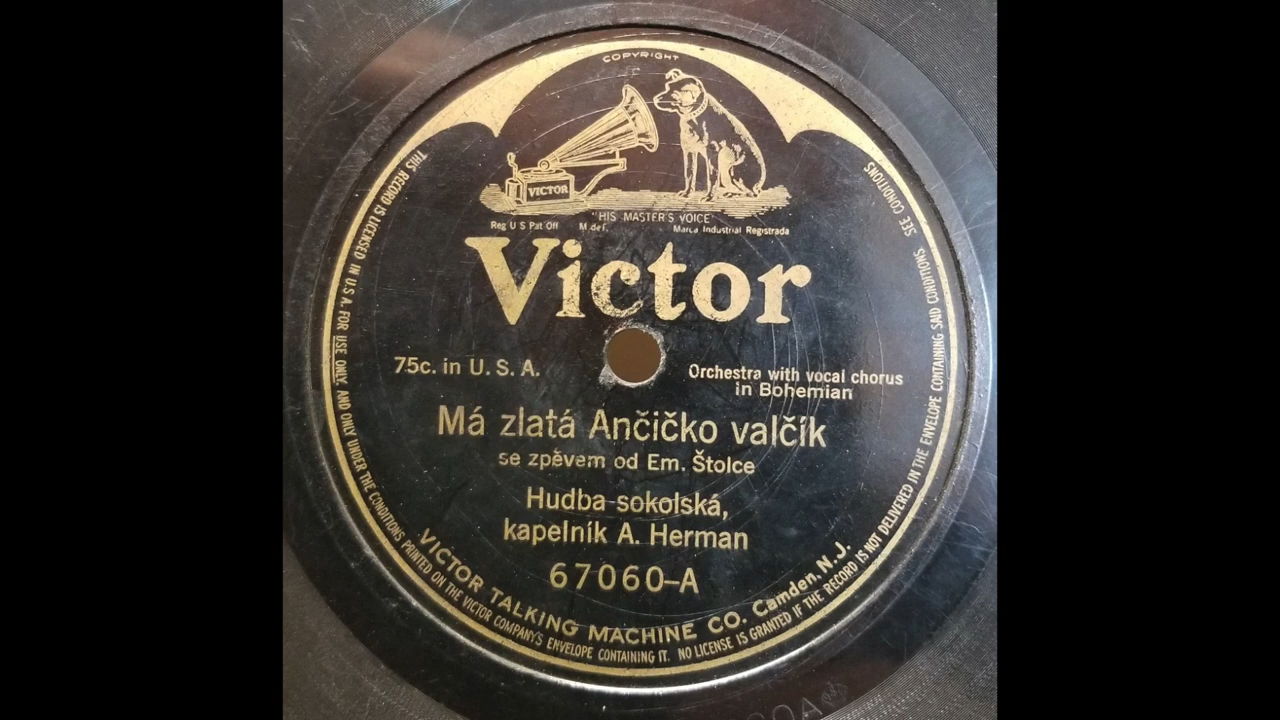 COPYRIGHT
VICTOR
"HIS MASTER'S VOICE"
Reg U S Pat Off M de F. Marca Industrial Registrada
Victor
75c. in U. S. A.
Orchestra with vocal chorus
in Bohemian
Má zlatá Ančičko valčík
se zpěvem od Em. Štolce
Hudba sokolská,
kapelník A. Herman
67060–A
VICTOR TALKING MACHINE CO. Camden, N. J.
THIS RECORD IS LICENSED IN U.S.A. FOR USE ONLY, AND ONLY UNDER THE CONDITIONS PRINTED ON THE VICTOR COMPANY'S ENVELOPE CONTAINING IT. NO LICENSE IS GRANTED IF THE RECORD IS NOT DELIVERED IN THE ENVELOPE CONTAINING SAID CONDITIONS. SEE CONDITIONS